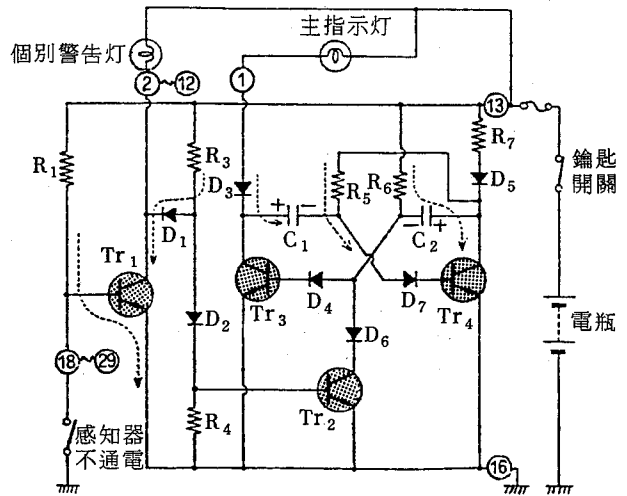 主指示灯
個別警告灯
2 12
1
13
R1
R3
D3
R5
R6
R7
D5
鑰匙
開關
D1
C1
C2
Tr1
Tr3
D4
D7
Tr4
D2
D6
電瓶
18 29
R4
Tr2
感知器
不通電
16